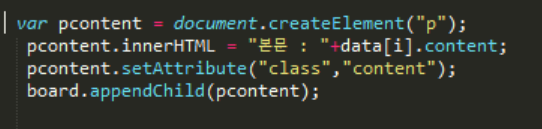 var pcontent = document.createElement("p");
pcontent.innerHTML = "본문 : "+data[i].content;
pcontent.setAttribute("class","content");
board.appendChild(pcontent);